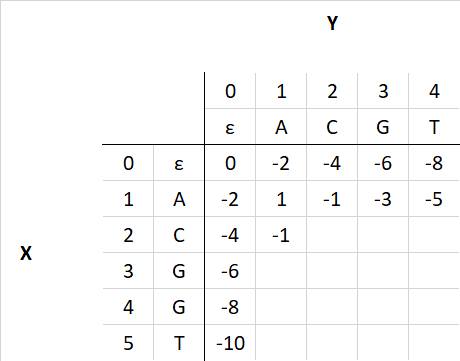 Y
0 1 2 3 4
ε A C G T
0 ε 0 -2 -4 -6 -8
1 A -2 1 -1 -3 -5
2 C -4 -1
X
3 G -6
4 G -8
5 T -10